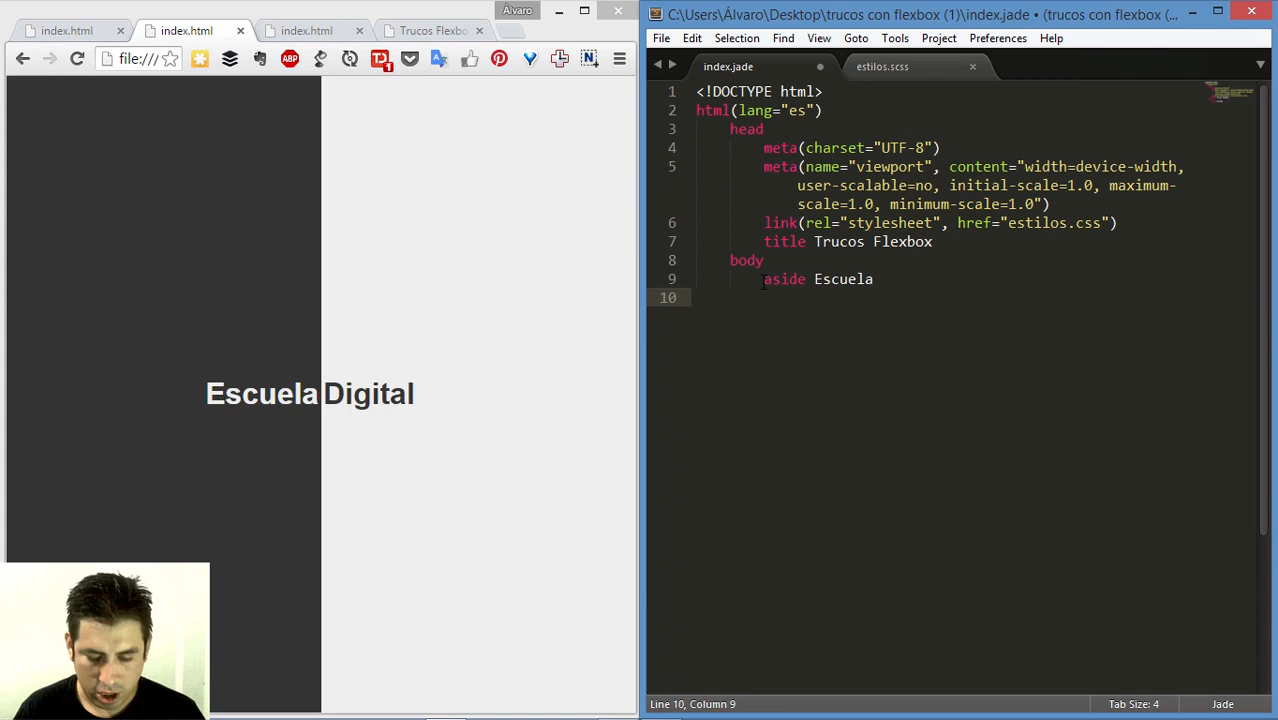 Alvaro
index.html
index.html
index.html
Trucos Flexbo
file:///
ABP
1
Escuela Digital
C:\Users\Álvaro\Desktop\trucos con flexbox (1)\index.jade • (trucos con flexbox (...
File Edit Selection Find View Goto Tools Project Preferences Help
index.jade
estilos.scss
1 <!DOCTYPE html>
2 html(lang="es")
3 head
4 meta(charset="UTF-8")
5 meta(name="viewport", content="width=device-width,
user-scalable=no, initial-scale=1.0, maximum-
scale=1.0, minimum-scale=1.0")
6 link(rel="stylesheet", href="estilos.css")
7 title Trucos Flexbox
8 body
9 aside Escuela
10
Line 10, Column 9
Tab Size: 4
Jade